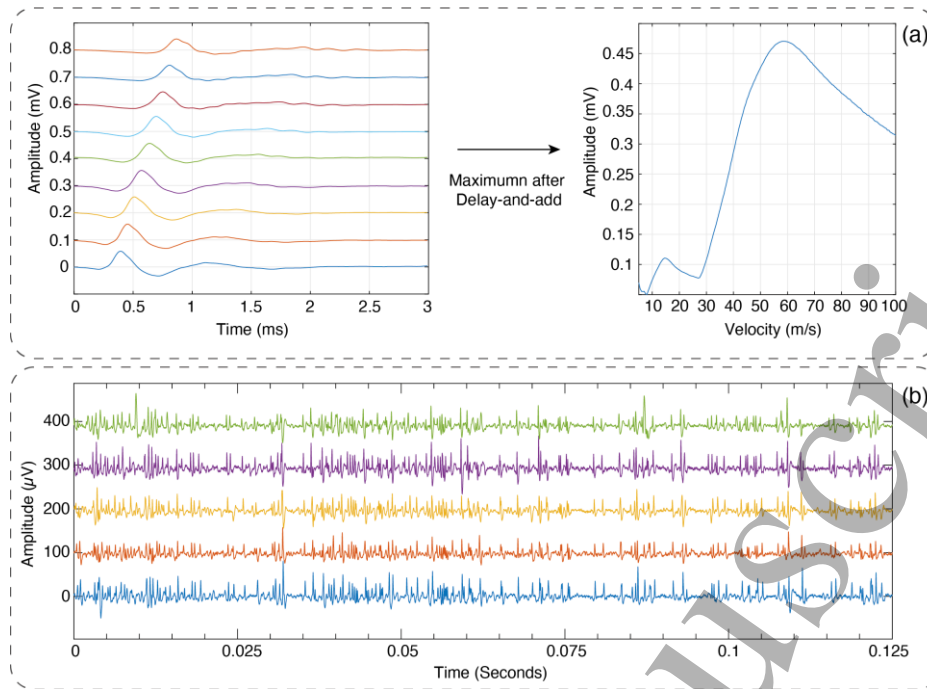 (a)
Amplitude (mV)
0.8
0.7
0.6
0.5
0.4
0.3
0.2
0.1
0
0 0.5 1 1.5 2 2.5 3
Time (ms)
Maximumn after
Delay-and-add
Amplitude (mV)
0.45
0.4
0.35
0.3
0.25
0.2
0.15
0.1
10 20 30 40 50 60 70 80 90 100
Velocity (m/s)
(b)
Amplitude (μV)
400
300
200
100
0
0 0.025 0.05 0.075 0.1 0.125
Time (Seconds)
uscri